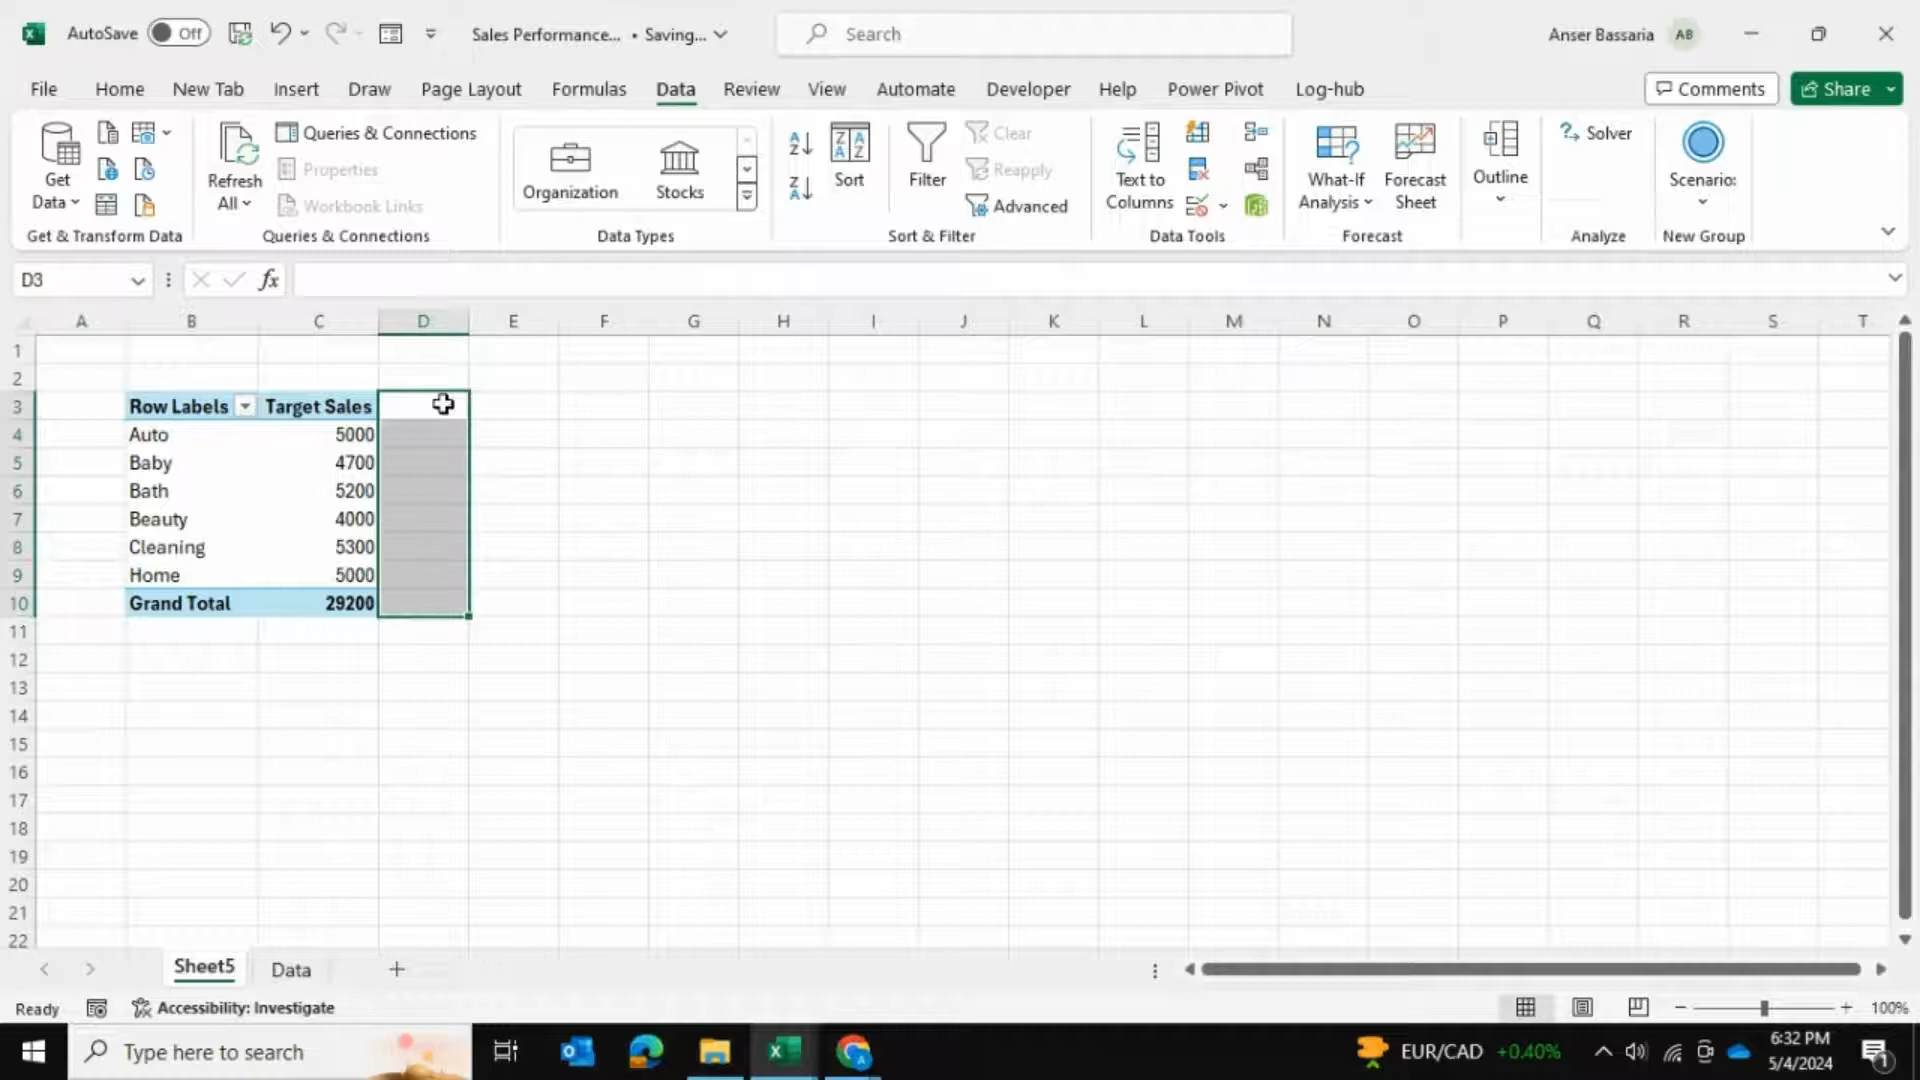 AutoSave Off Sales Performance... • Saving... Search Anser Bassaria AB
File Home New Tab Insert Draw Page Layout Formulas Data Review View Automate Developer Help Power Pivot Log-hub Comments Share
Get Data
Refresh All
Queries & Connections
Properties
Workbook Links
Organization Stocks
Sort
Filter
Clear
Reapply
Advanced
Text to Columns
What-If Analysis
Forecast Sheet
Outline
Solver
Scenario:
Get & Transform Data Queries & Connections Data Types Sort & Filter Data Tools Forecast Analyze New Group
D3 fx
A B C D E F G H I J K L M N O P Q R S T
1
2
3 Row Labels Target Sales
4 Auto 5000
5 Baby 4700
6 Bath 5200
7 Beauty 4000
8 Cleaning 5300
9 Home 5000
10 Grand Total 29200
11
12
13
14
15
16
17
18
19
20
21
22
Sheet5 Data
Ready Accessibility: Investigate 100%
Type here to search EUR/CAD +0.40% 6:32 PM
5/4/2024 1